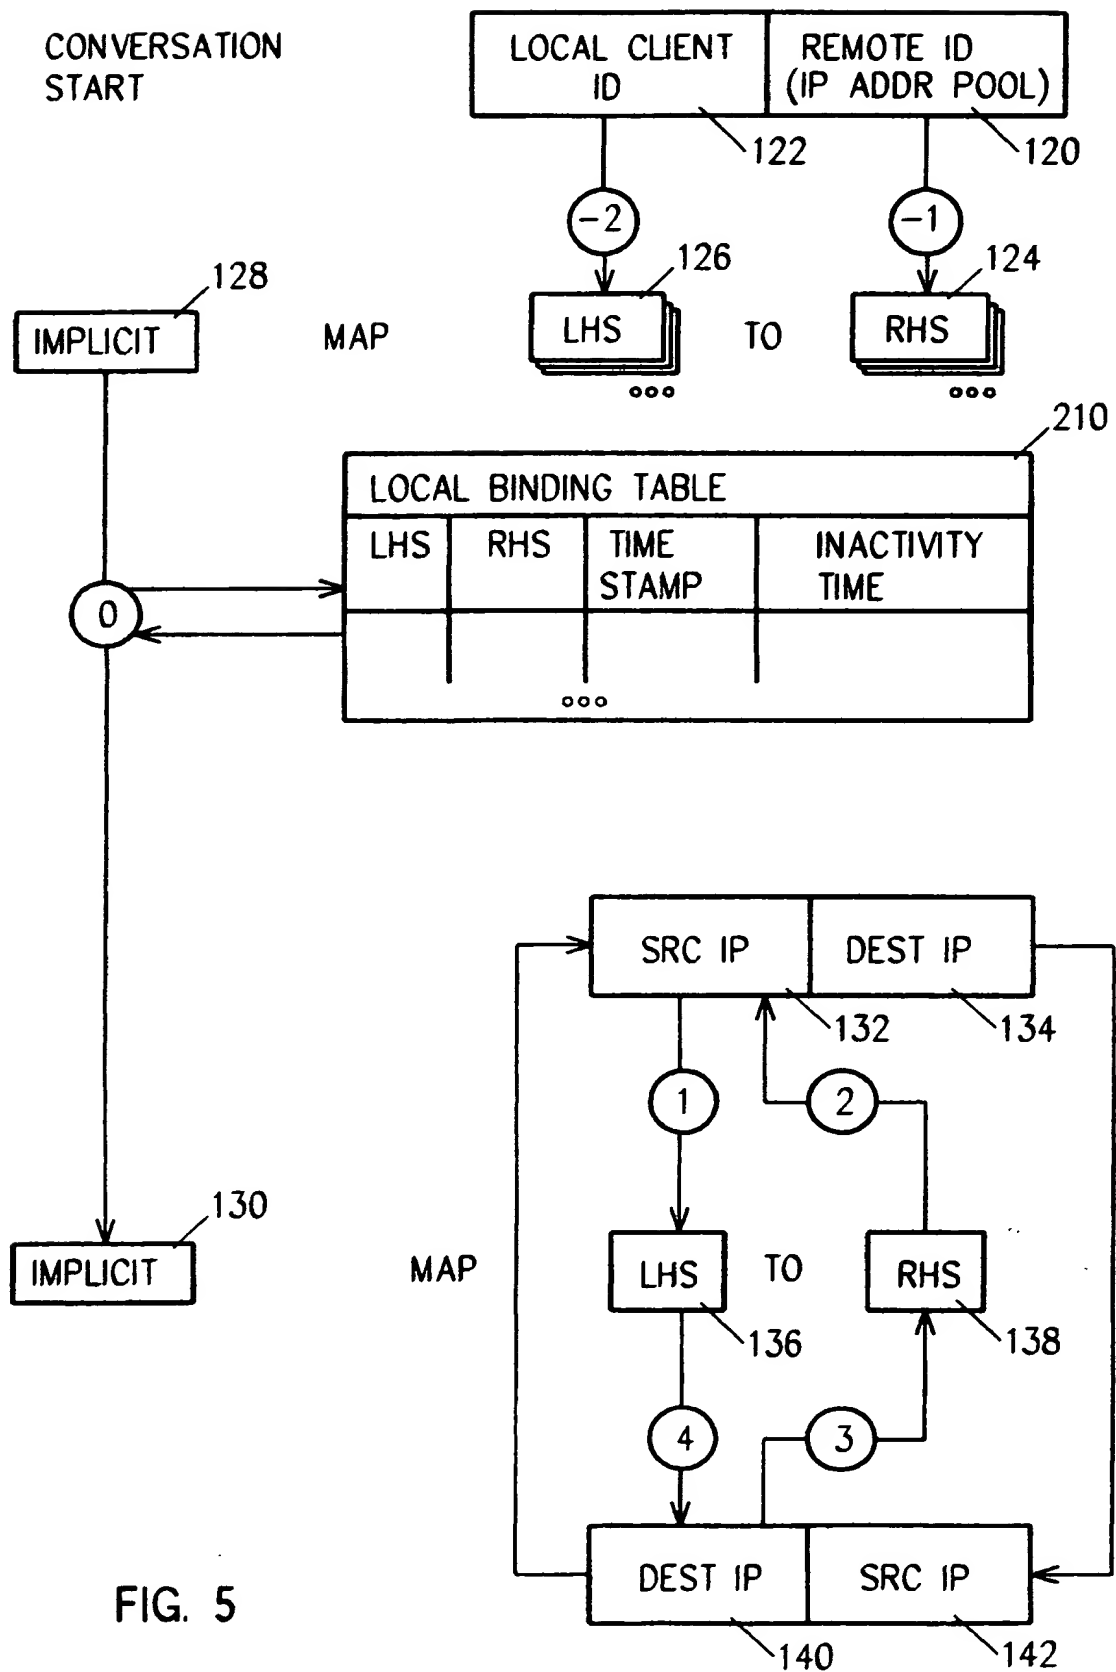 CONVERSATION
START
LOCAL CLIENT
ID
REMOTE ID
(IP ADDR POOL)
122
120
-2
-1
126
124
128
IMPLICIT
MAP
LHS
TO
RHS
210
LOCAL BINDING TABLE
LHS
RHS
TIME
STAMP
INACTIVITY
TIME
0
SRC IP
DEST IP
132
134
1
2
130
IMPLICIT
MAP
LHS
TO
RHS
136
138
4
3
DEST IP
SRC IP
140
142
FIG. 5